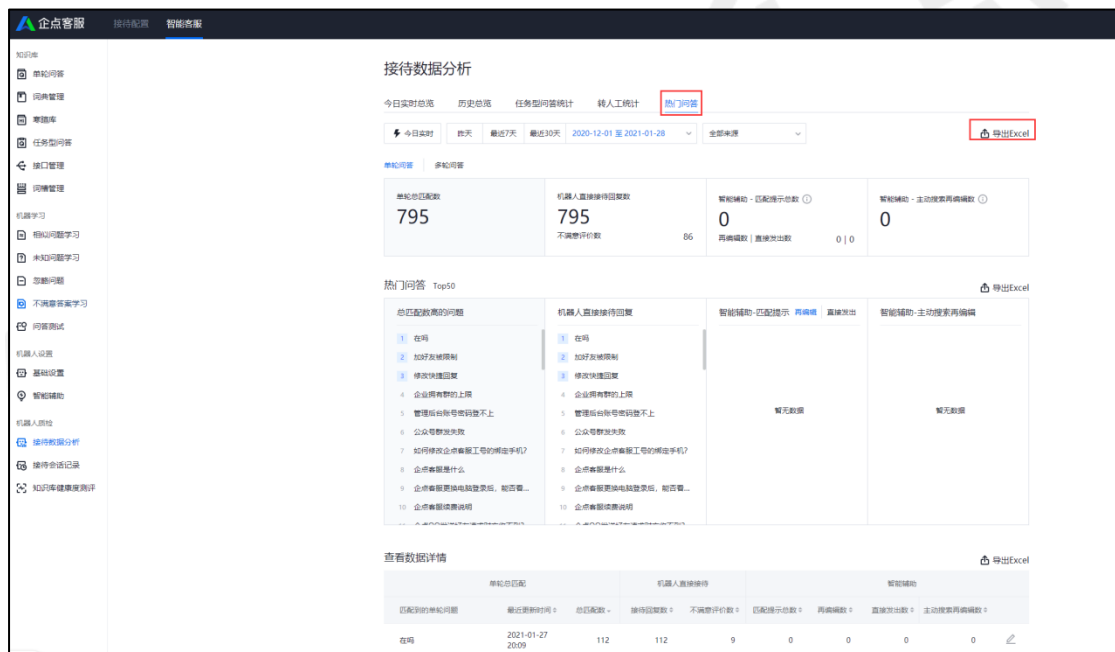 企点客服 接待配置 智能客服
知识库
单轮问答
词典管理
寒暄库
任务型问答
接口管理
词槽管理
机器学习
相似问题学习
未知问题学习
忽略问题
不满意答案学习
问答测试
机器人设置
基础设置
智能辅助
机器人质检
接待数据分析
接待会话记录
知识库健康度测评
接待数据分析
今日实时总览 历史总览 任务型问答统计 转人工统计 热门问答
今日实时 昨天 最近7天 最近30天 2020-12-01 至 2021-01-28 全部来源 导出Excel
单轮问答 多轮问答
单轮总匹配数 机器人直接接待回复数 智能辅助 - 匹配提示总数 智能辅助 - 主动搜索再编辑数
795 795 0 0
不满意评价数 86 再编辑数 | 直接发出数 0 | 0
热门问答 Top50 导出Excel
总匹配数高的问题 机器人直接接待回复 智能辅助-匹配提示 再编辑 直接发出 智能辅助-主动搜索再编辑
1 在吗 1 在吗
2 加好友被限制 2 加好友被限制
3 修改快捷回复 3 修改快捷回复
4 企业拥有群的上限 4 企业拥有群的上限
5 管理后台账号密码登不上 5 管理后台账号密码登不上 暂无数据 暂无数据
6 公众号群发失败 6 公众号群发失败
7 如何修改企点客服工号的绑定手机? 7 如何修改企点客服工号的绑定手机?
8 企点客服是什么 8 企点客服是什么
9 企点客服更换电脑登录后，能否看... 9 企点客服更换电脑登录后，能否看...
10 企点客服续费说明 10 企点客服续费说明
查看数据详情 导出Excel
单轮总匹配 机器人直接接待 智能辅助
匹配到的单轮问题 最近更新时间 总匹配数 接待回复数 不满意评价数 匹配提示总数 再编辑数 直接发出数 主动搜索再编辑数
在吗 2021-01-27 20:09 112 112 9 0 0 0 0